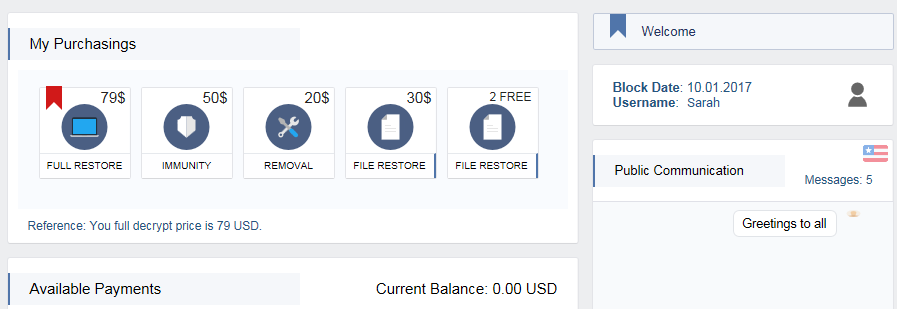 My Purchasings
79$
50$
20$
30$
2 FREE
FULL RESTORE
IMMUNITY
REMOVAL
FILE RESTORE
FILE RESTORE
Reference: You full decrypt price is 79 USD.
Available Payments
Current Balance: 0.00 USD
Welcome
Block Date: 10.01.2017
Username: Sarah
Public Communication
Messages: 5
Greetings to all